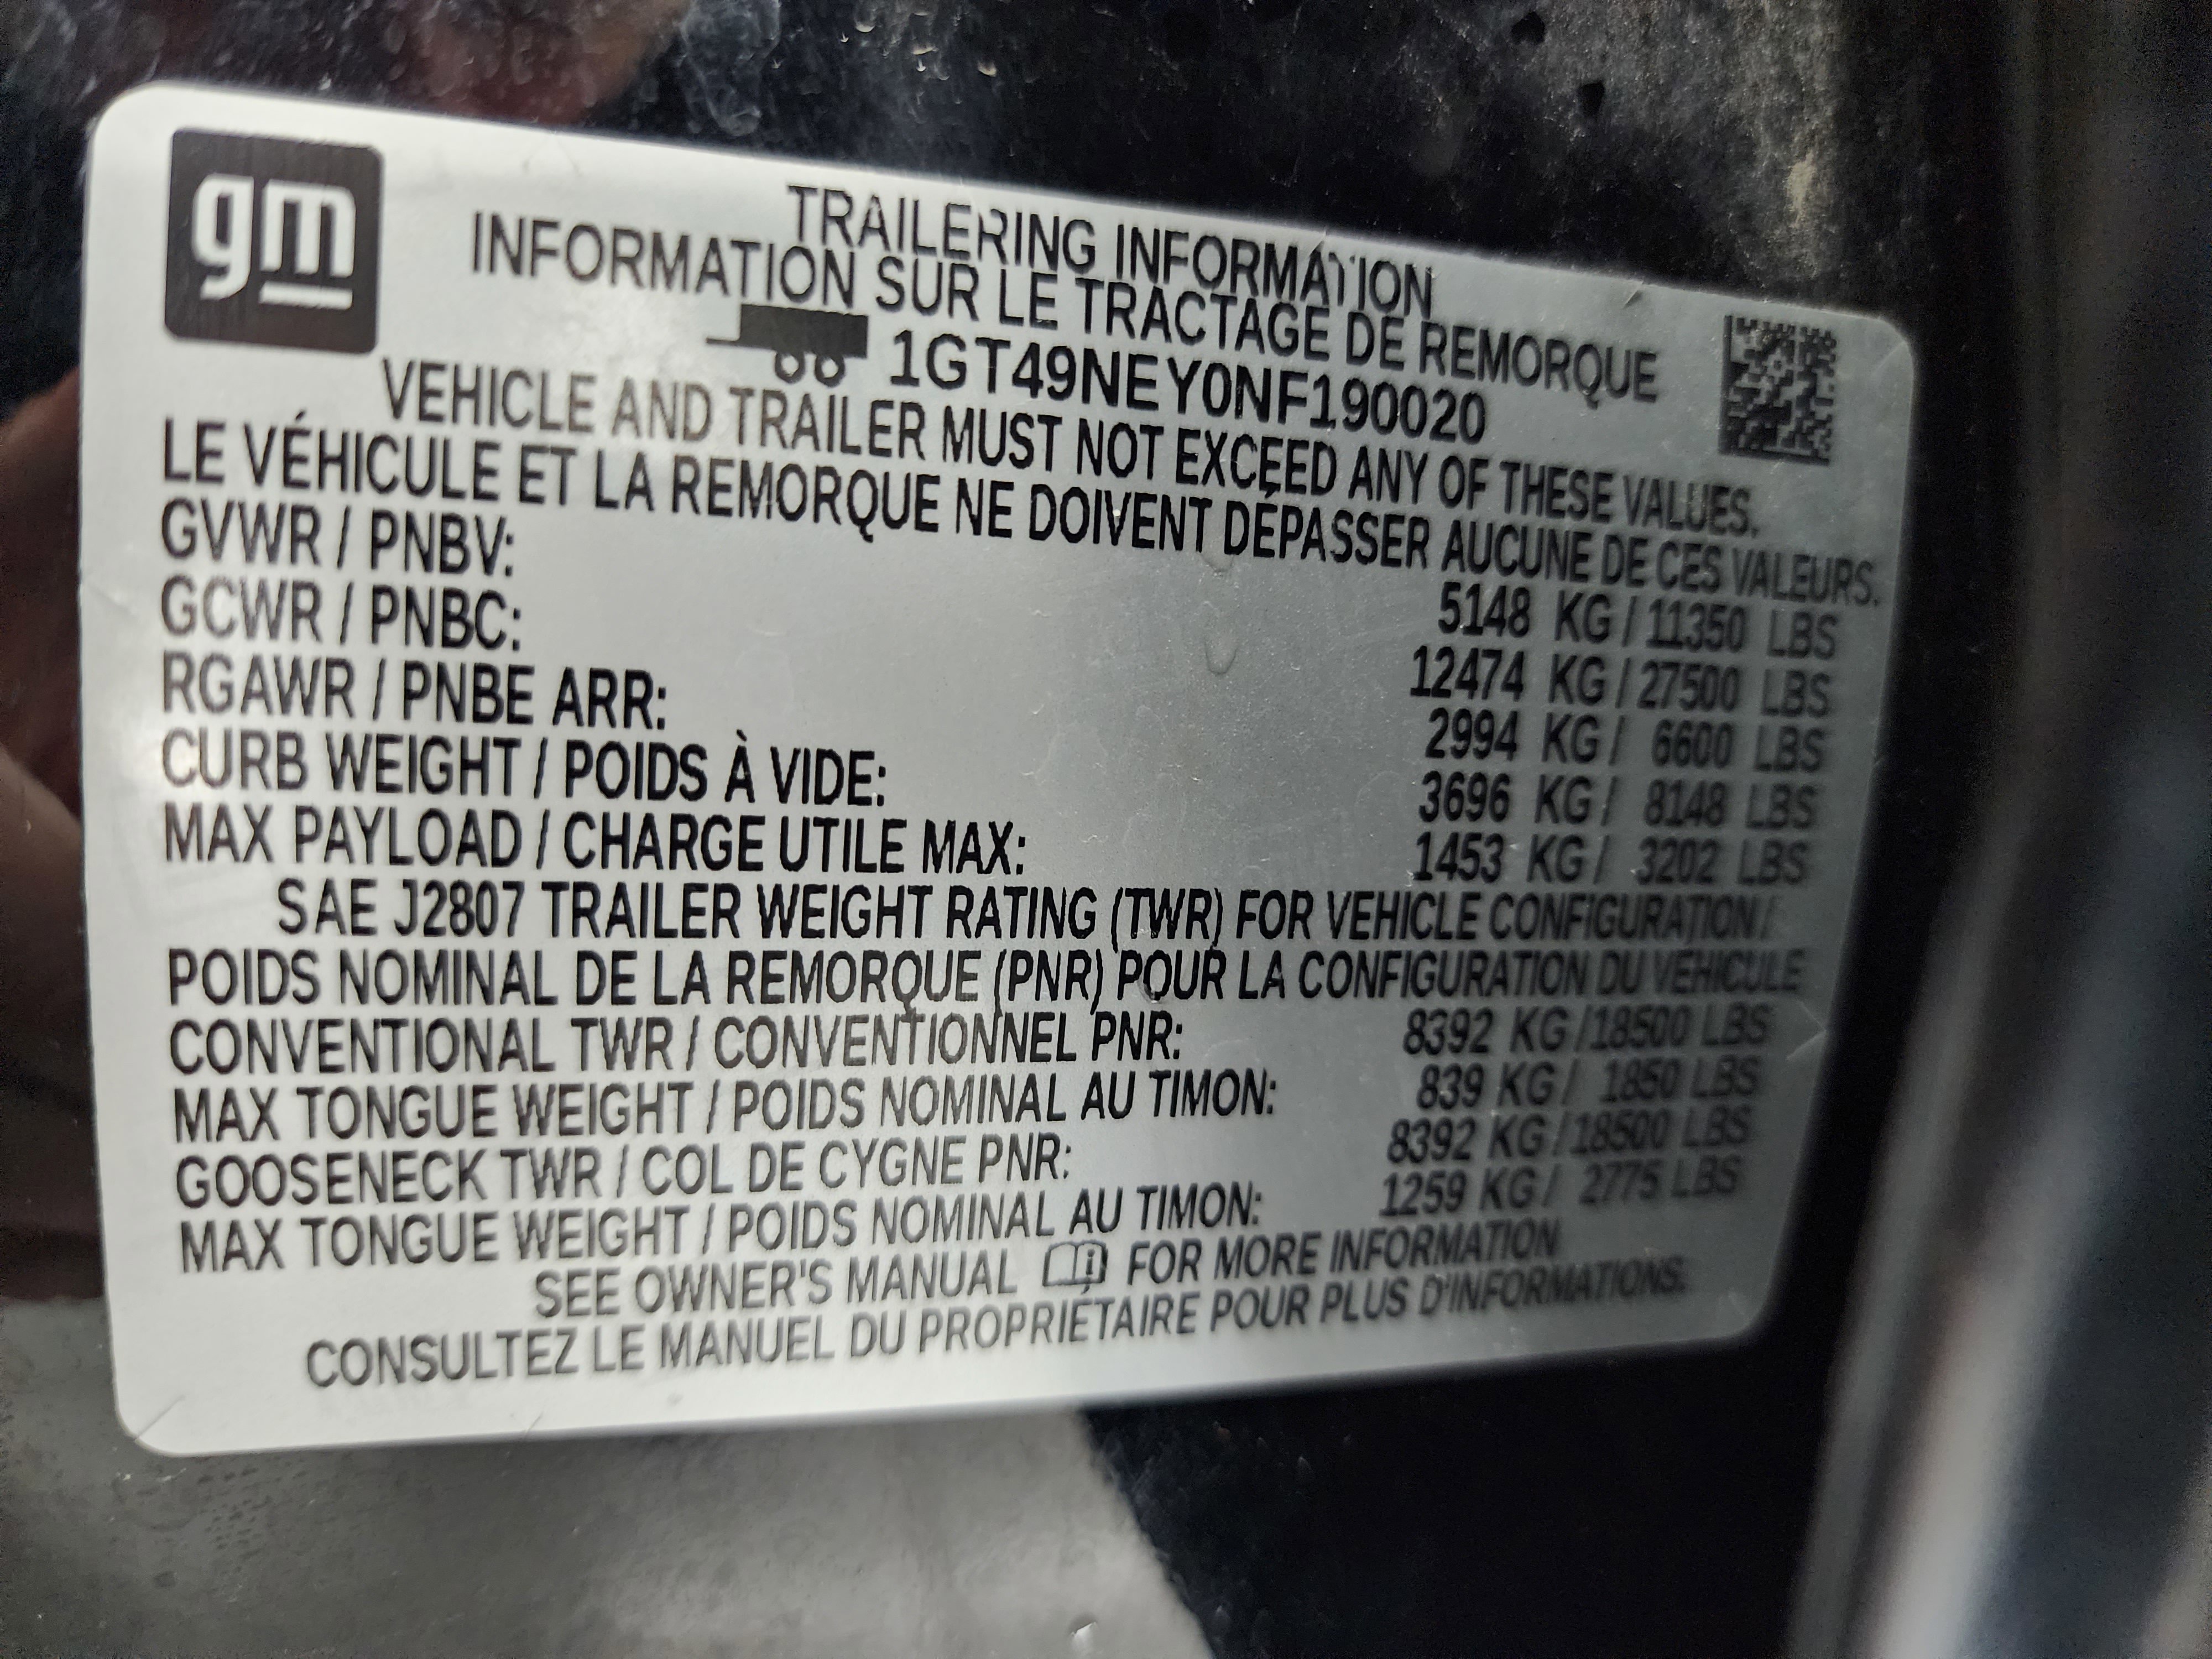 gm
TRAILERING INFORMATION
INFORMATION SUR LE TRACTAGE DE REMORQUE
1GT49NEY0NF190020
VEHICLE AND TRAILER MUST NOT EXCEED ANY OF THESE VALUES.
LE VÉHICULE ET LA REMORQUE NE DOIVENT DÉPASSER AUCUNE DE CES VALEURS.
GVWR / PNBV: 5148 KG / 11350 LBS
GCWR / PNBC: 12474 KG / 27500 LBS
RGAWR / PNBE ARR: 2994 KG / 6600 LBS
CURB WEIGHT / POIDS À VIDE: 3696 KG / 8148 LBS
MAX PAYLOAD / CHARGE UTILE MAX: 1453 KG / 3202 LBS
SAE J2807 TRAILER WEIGHT RATING (TWR) FOR VEHICLE CONFIGURATION /
POIDS NOMINAL DE LA REMORQUE (PNR) POUR LA CONFIGURATION DU VÉHICULE
CONVENTIONAL TWR / CONVENTIONNEL PNR: 8392 KG / 18500 LBS
MAX TONGUE WEIGHT / POIDS NOMINAL AU TIMON: 839 KG / 1850 LBS
GOOSENECK TWR / COL DE CYGNE PNR: 8392 KG / 18500 LBS
MAX TONGUE WEIGHT / POIDS NOMINAL AU TIMON: 1259 KG / 2775 LBS
SEE OWNER'S MANUAL FOR MORE INFORMATION
CONSULTEZ LE MANUEL DU PROPRIÉTAIRE POUR PLUS D'INFORMATIONS.